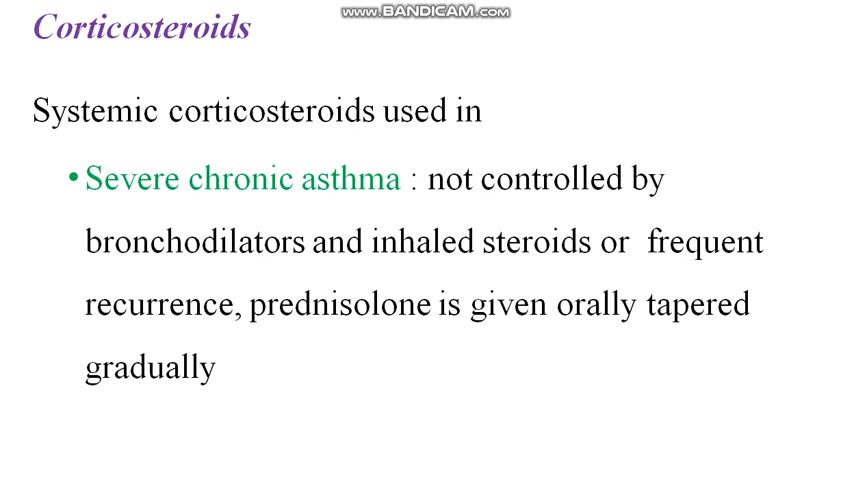 Corticosteroids
www.BANDICAM.com
Systemic corticosteroids used in
•Severe chronic asthma : not controlled by
bronchodilators and inhaled steroids or frequent
recurrence, prednisolone is given orally tapered
gradually